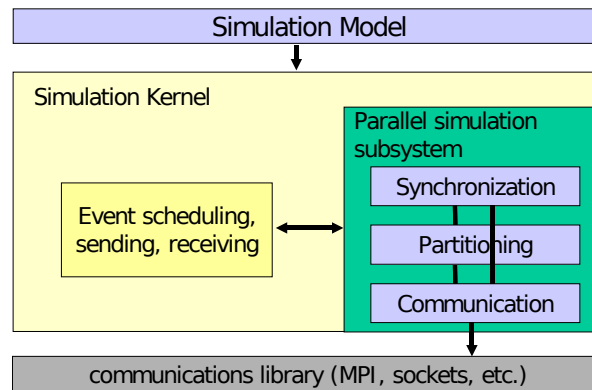 Simulation Model
Simulation Kernel
Parallel simulation
subsystem
Synchronization
Event scheduling,
sending, receiving
Partitioning
Communication
communications library (MPI, sockets, etc.)